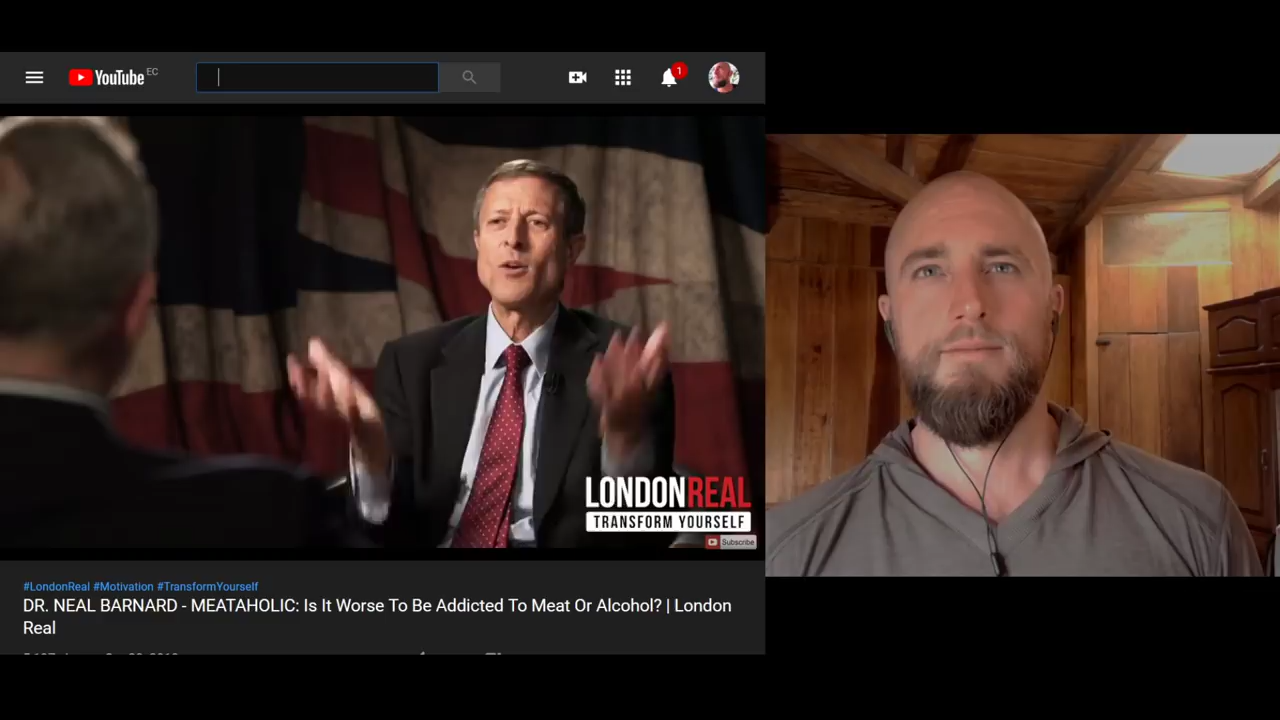 YouTube EC
1
LONDONREAL
TRANSFORM YOURSELF
Subscribe
#LondonReal #Motivation #TransformYourself
DR. NEAL BARNARD - MEATAHOLIC: Is It Worse To Be Addicted To Meat Or Alcohol? | London
Real